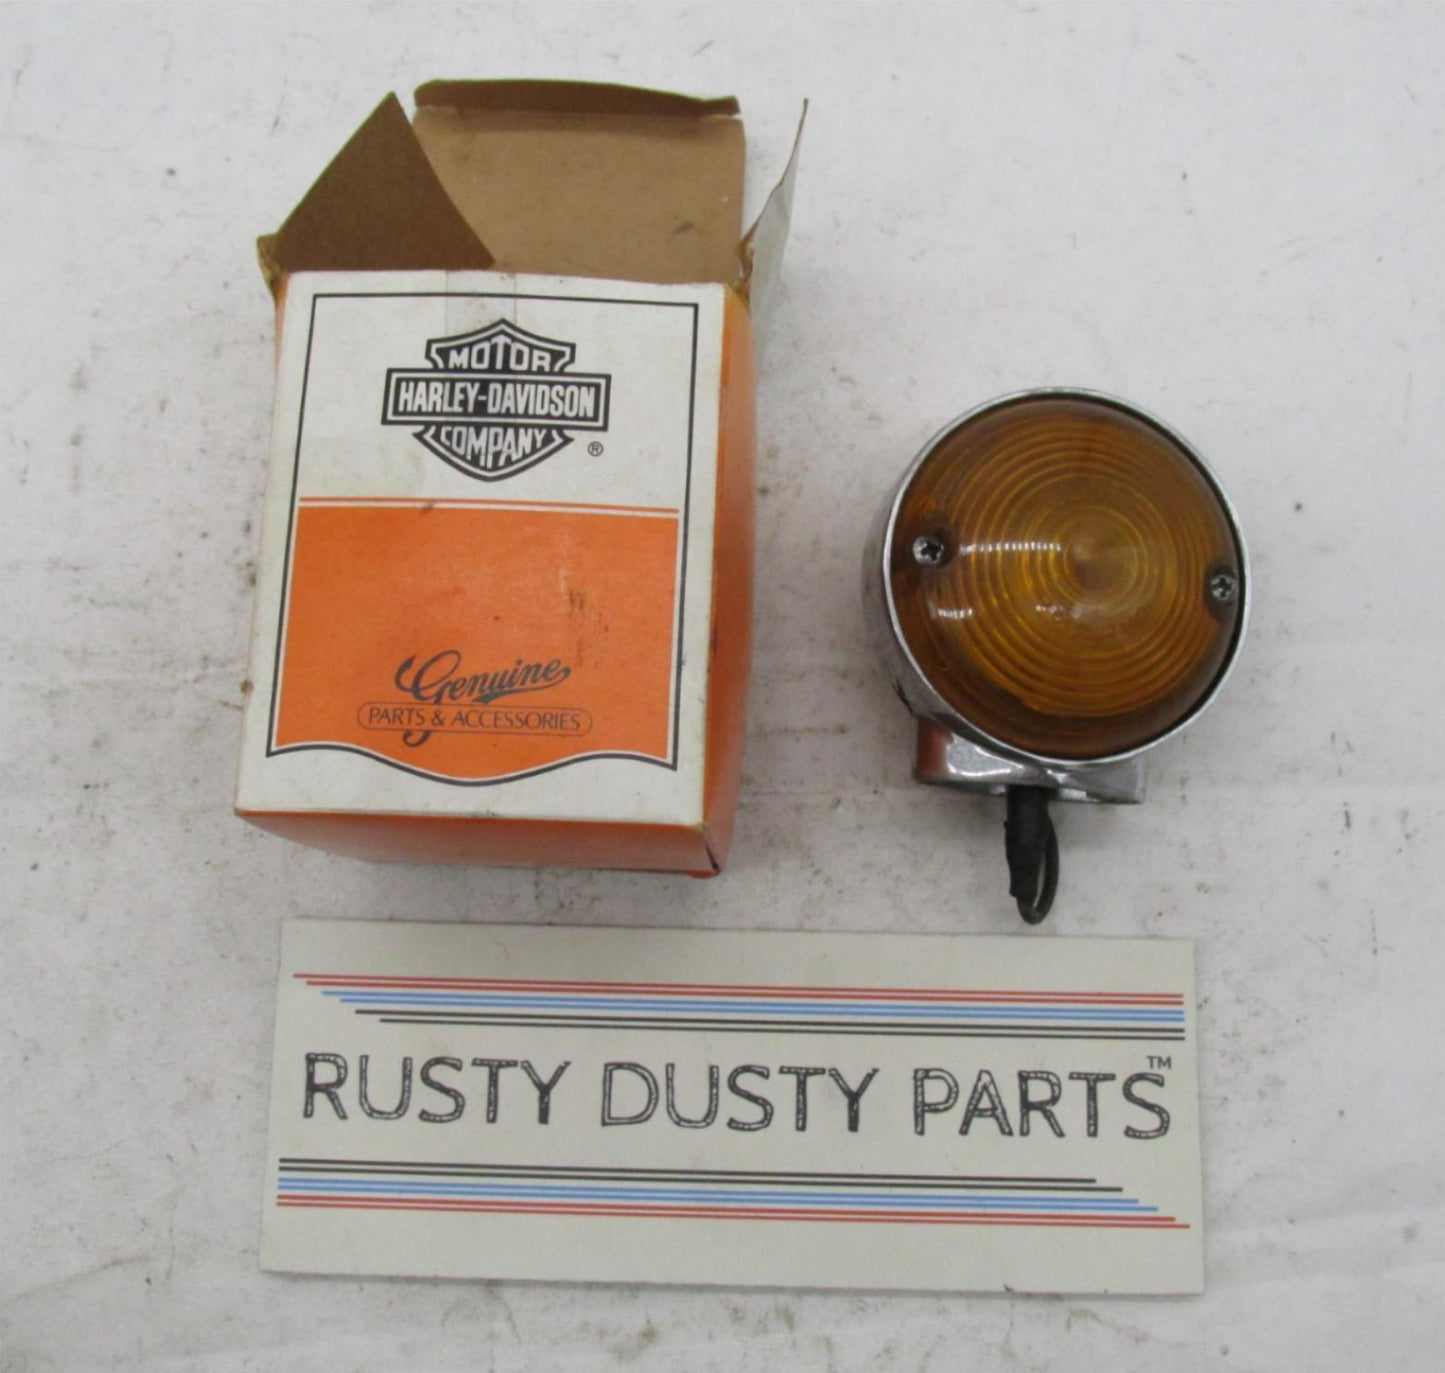 MOTOR
HARLEY-DAVIDSON
COMPANY
®
Genuine
PARTS & ACCESSORIES
RUSTY DUSTY PARTS™